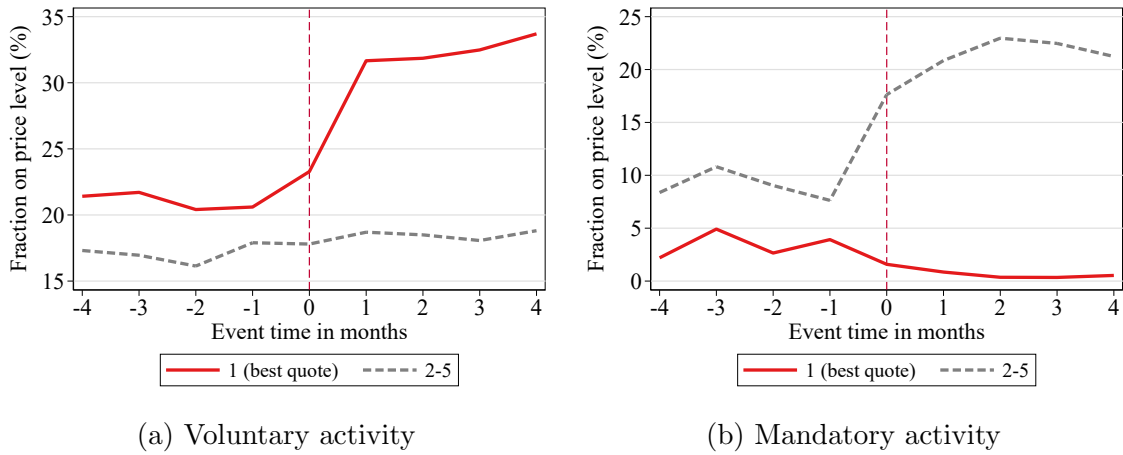 Fraction on price level (%)
35
30
25
20
15
-4 -3 -2 -1 0 1 2 3 4
Event time in months
1 (best quote) 2-5
(a) Voluntary activity
Fraction on price level (%)
25
20
15
10
5
0
-4 -3 -2 -1 0 1 2 3 4
Event time in months
1 (best quote) 2-5
(b) Mandatory activity